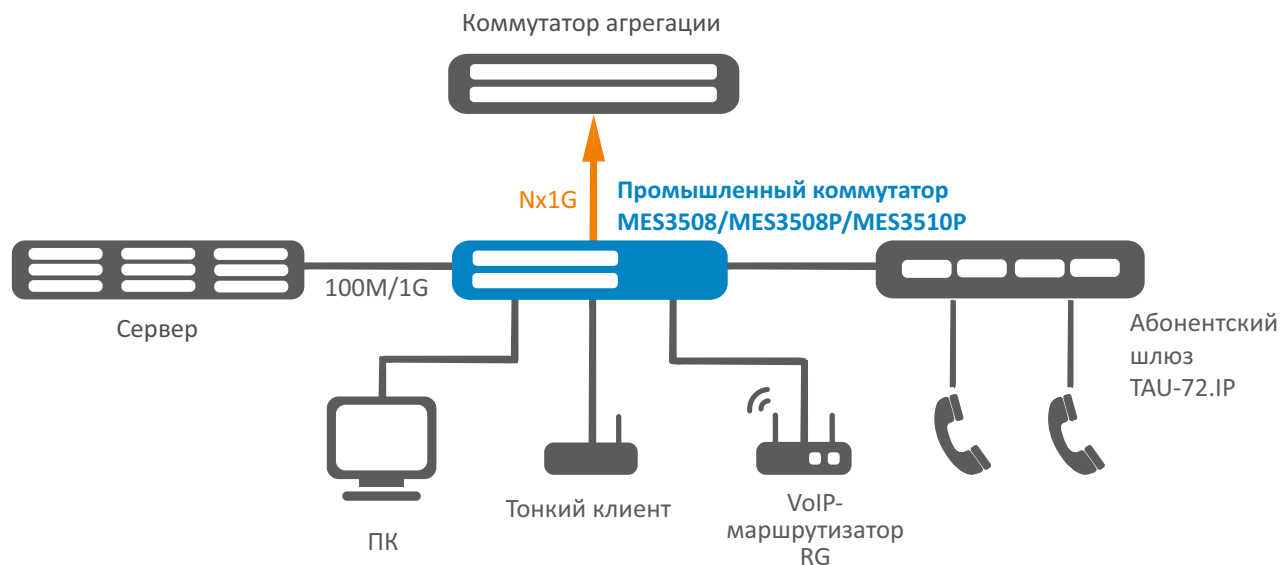 Коммутатор агрегации
Nx1G
Промышленный коммутатор
MES3508/MES3508P/MES3510P
100M/1G
Сервер
Абонентский
шлюз
TAU-72.IP
ПК
Тонкий клиент
VoIP-
маршрутизатор
RG